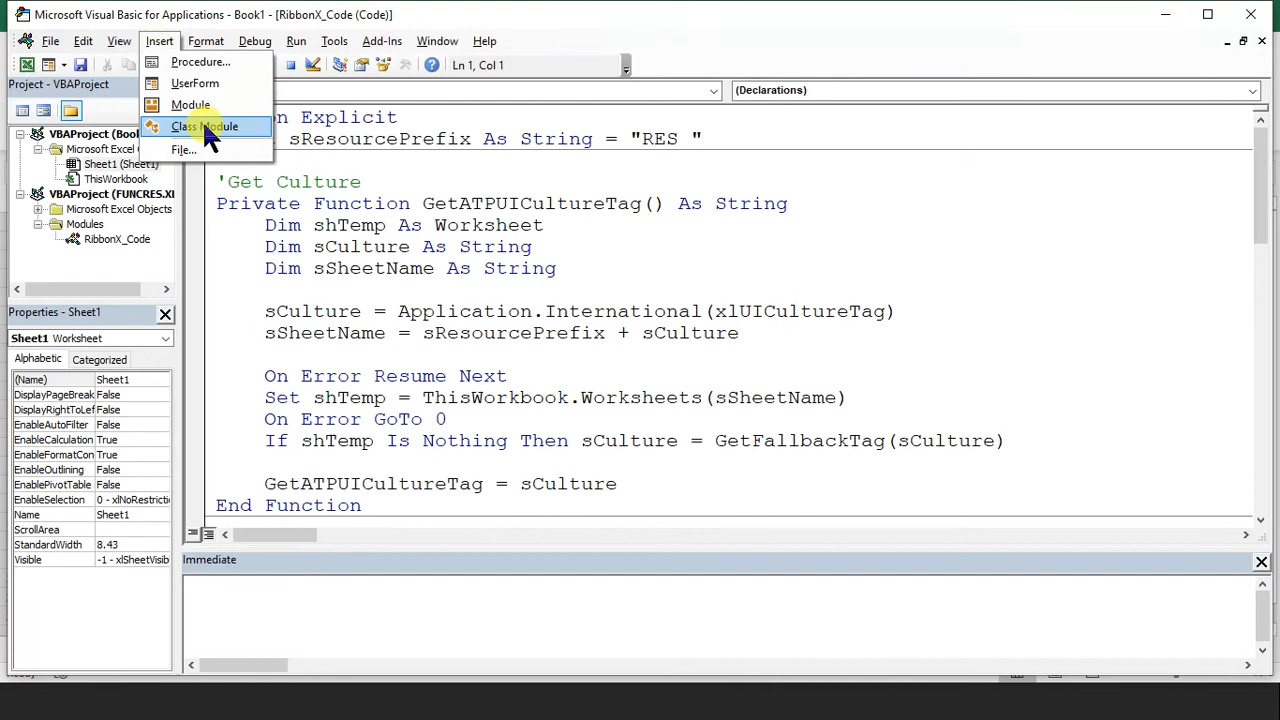 Microsoft Visual Basic for Applications - Book1 - [RibbonX_Code (Code)]
File Edit View Insert Format Debug Run Tools Add-Ins Window Help
Ln 1, Col 1
Procedure...
UserForm
Module
Class Module
File...
Project - VBAProject
VBAProject (Boo
Microsoft Excel O
Sheet1 (Sheet1)
ThisWorkbook
VBAProject (FUNCRES.XI
Microsoft Excel Objects
Modules
RibbonX_Code
Properties - Sheet1
Sheet1 Worksheet
Alphabetic Categorized
(Name) Sheet1
DisplayPageBreak False
DisplayRightToLef False
EnableAutoFilter False
EnableCalculation True
EnableFormatCon True
EnableOutlining False
EnablePivotTable False
EnableSelection 0 - xlNoRestricti
Name Sheet1
ScrollArea
StandardWidth 8.43
Visible -1 - xlSheetVisib
(Declarations)
on Explicit
sResourcePrefix As String = "RES "
'Get Culture
Private Function GetATPUICultureTag() As String
Dim shTemp As Worksheet
Dim sCulture As String
Dim sSheetName As String
sCulture = Application.International(xlUICultureTag)
sSheetName = sResourcePrefix + sCulture
On Error Resume Next
Set shTemp = ThisWorkbook.Worksheets(sSheetName)
On Error GoTo 0
If shTemp Is Nothing Then sCulture = GetFallbackTag(sCulture)
GetATPUICultureTag = sCulture
End Function
Immediate